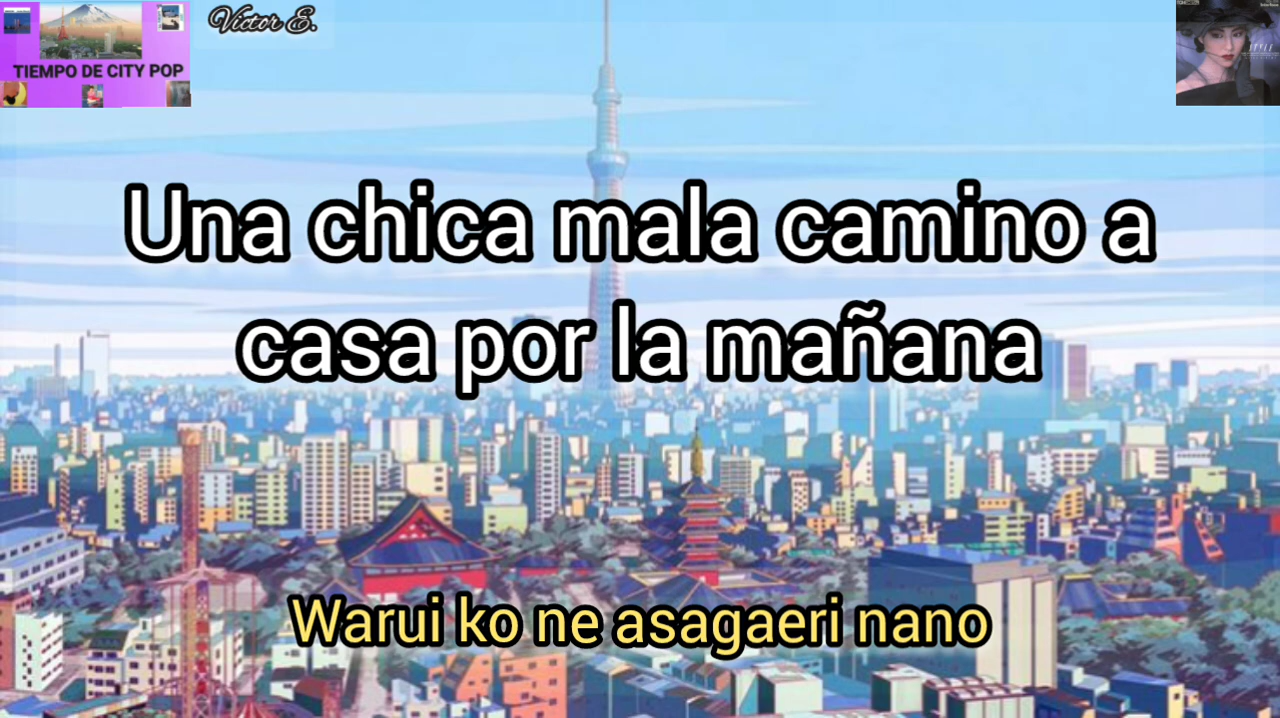 Victor E.
TIEMPO DE CITY POP
Una chica mala camino a
casa por la mañana
Warui ko ne asagaeri nano